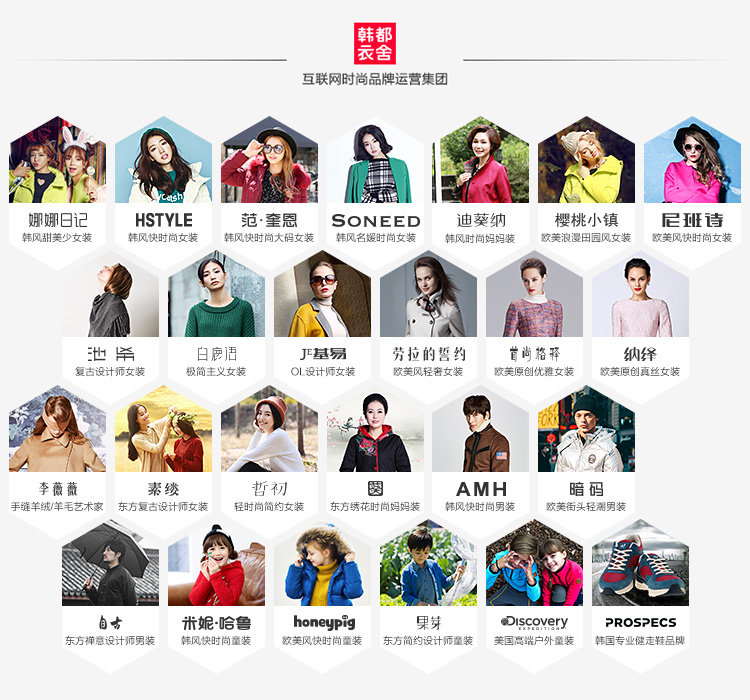 韩都
衣舍
互联网时尚品牌运营集团
娜娜日记
韩风甜美少女装
HSTYLE
韩风快时尚女装
范·奎恩
韩风快时尚大码女装
SONEED
韩风名媛时尚女装
迪葵纳
韩风时尚妈妈装
樱桃小镇
欧美浪漫田园风女装
尼班诗
欧美风快时尚女装
池泽
复古设计师女装
白鹿语
极简主义女装
基易
OL设计师女装
劳拉的誓约
欧美风轻奢女装
首尚格驿
欧美原创优雅女装
纳绎
欧美原创真丝女装
李薇薇
手缝羊绒/羊毛艺术家
素缕
东方复古设计师女装
哲初
轻时尚简约女装
东方绣花时尚妈妈装
AMH
韩风快时尚男装
暗码
欧美街头轻潮男装
自古
东方禅意设计师男装
米妮·哈鲁
韩风快时尚童装
honeypig
欧美风快时尚童装
果芽
东方简约设计师童装
Discovery
EXPEDITION
美国高端户外童装
PROSPECS
韩国专业健走鞋品牌